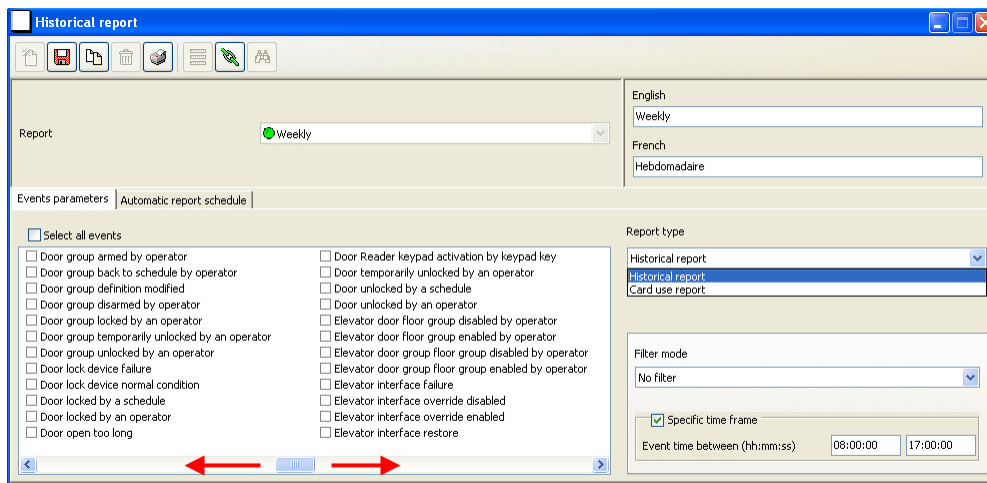 Historical report
Report
Weekly
English
Weekly
French
Hebdomadaire
Events parameters
Automatic report schedule
Select all events
Door group armed by operator
Door group back to schedule by operator
Door group definition modified
Door group disarmed by operator
Door group locked by an operator
Door group temporarily unlocked by an operator
Door group unlocked by an operator
Door lock device failure
Door lock device normal condition
Door locked by a schedule
Door locked by an operator
Door open too long
Door Reader keypad activation by keypad key
Door temporarily unlocked by an operator
Door unlocked by a schedule
Door unlocked by an operator
Elevator door floor group disabled by operator
Elevator door floor group enabled by operator
Elevator door group floor group disabled by operator
Elevator door group floor group enabled by operator
Elevator interface failure
Elevator interface override disabled
Elevator interface override enabled
Elevator interface restore
Report type
Historical report
Historical report
Card use report
Filter mode
No filter
Specific time frame
Event time between (hh:mm:ss) 08:00:00 17:00:00